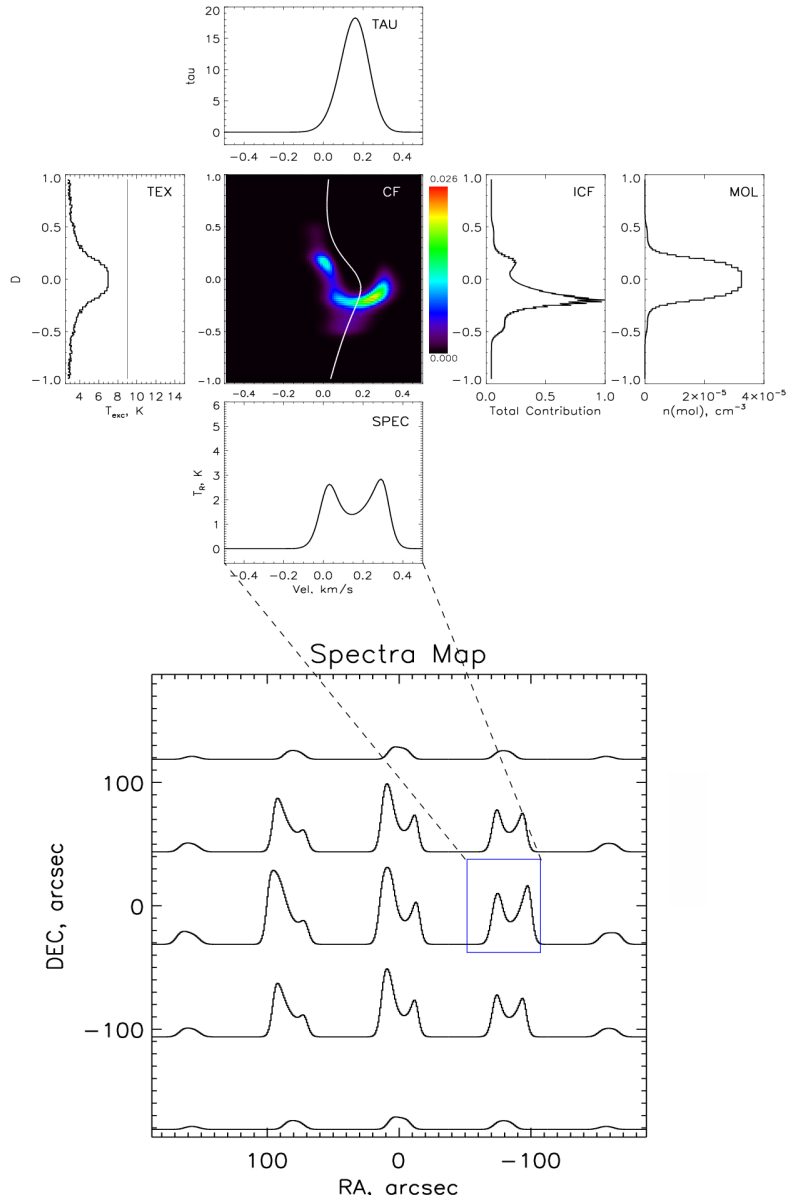 TAU
20
15
10
5
0
tau
−0.4 −0.2 0.0 0.2 0.4
TEX
1.0
0.5
0.0
−0.5
−1.0
D
4 6 8 10 12 14
Texc, K
CF
1.0
0.5
0.0
−0.5
−1.0
−0.4 −0.2 0.0 0.2 0.4
0.026
0.000
ICF
1.0
0.5
0.0
−0.5
−1.0
0.0 0.5 1.0
Total Contribution
MOL
1.0
0.5
0.0
−0.5
−1.0
0 2×10−5 4×10−5
n(mol), cm−3
SPEC
6
5
4
3
2
1
0
TR, K
−0.4 −0.2 0.0 0.2 0.4
Vel, km/s
Spectra Map
100
0
−100
DEC, arcsec
100 0 −100
RA, arcsec